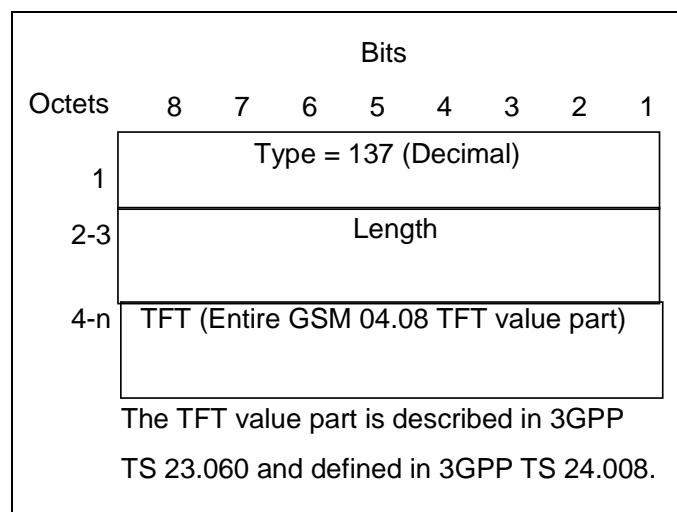 Bits
Octets 8 7 6 5 4 3 2 1
1 Type = 137 (Decimal)
2-3 Length
4-n TFT (Entire GSM 04.08 TFT value part)
The TFT value part is described in 3GPP
TS 23.060 and defined in 3GPP TS 24.008.